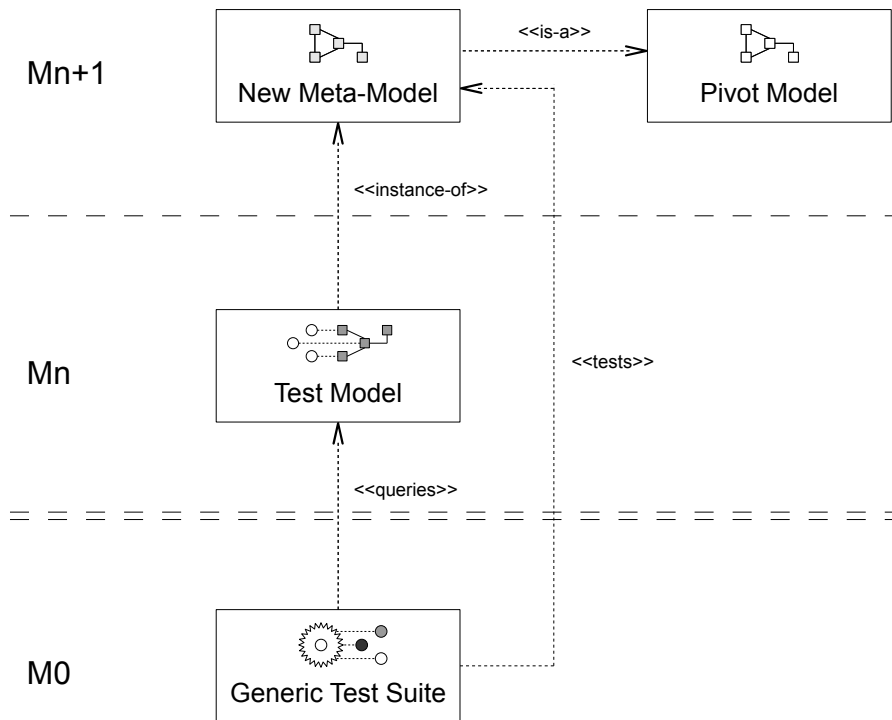 <<is-a>>
Mn+1
New Meta-Model
Pivot Model
<<instance-of>>
Mn
Test Model
<<tests>>
<<queries>>
M0
Generic Test Suite